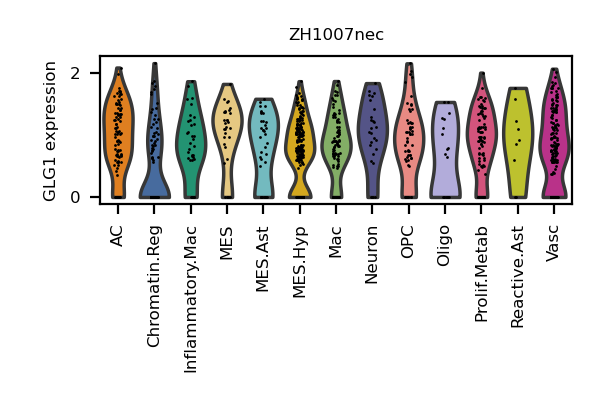 ZH1007nec
GLG1 expression
2
0
AC
Chromatin.Reg
Inflammatory.Mac
MES
MES.Ast
MES.Hyp
Mac
Neuron
OPC
Oligo
Prolif.Metab
Reactive.Ast
Vasc